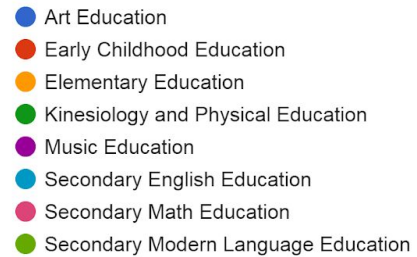 Art Education
Early Childhood Education
Elementary Education
Kinesiology and Physical Education
Music Education
Secondary English Education
Secondary Math Education
Secondary Modern Language Education